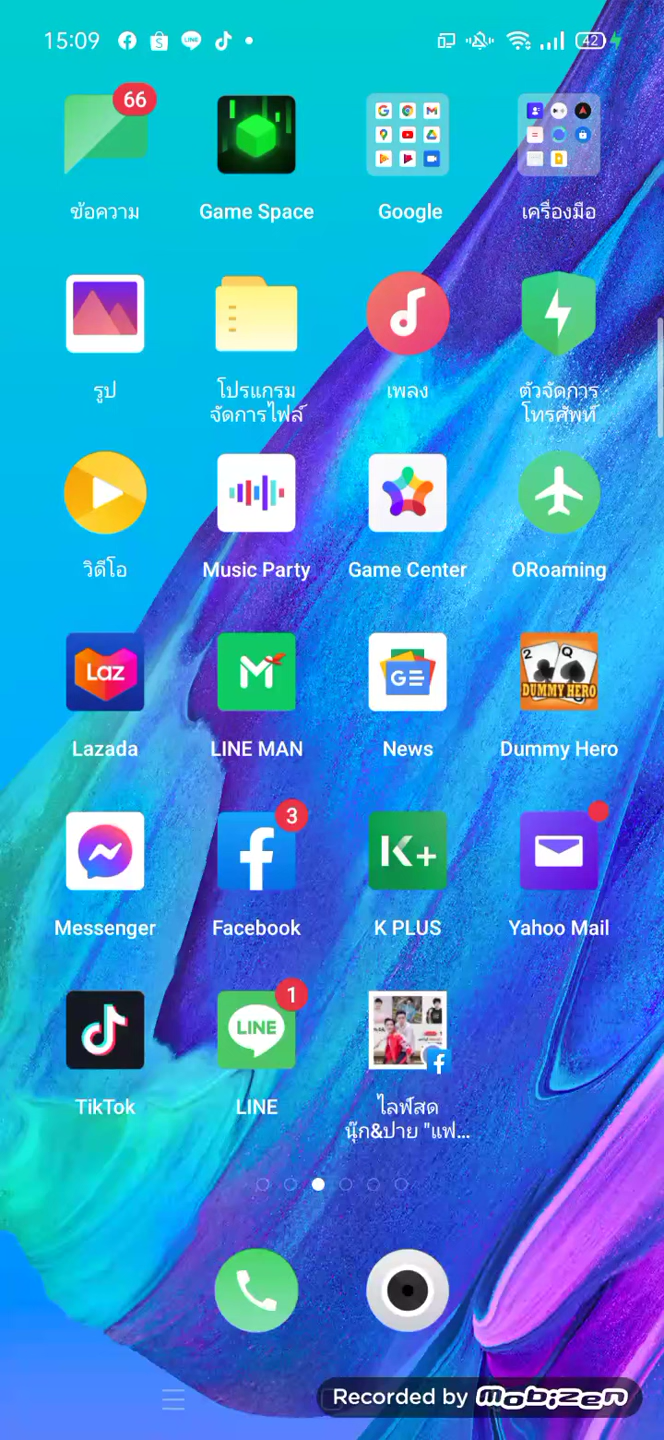 15:09
42
66
ข้อความ
Game Space
Google
เครื่องมือ
รูป
โปรแกรม
จัดการไฟล์
เพลง
ตัวจัดการ
โทรศัพท์
วิดีโอ
Music Party
Game Center
ORoaming
Laz
GE
2 Q
DUMMY HERO
Lazada
LINE MAN
News
Dummy Hero
3
K+
Messenger
Facebook
K PLUS
Yahoo Mail
1
LINE
TikTok
LINE
ไลฟ์สด
นุ๊ก&ปาย "แฟ...
Recorded by Mobizen